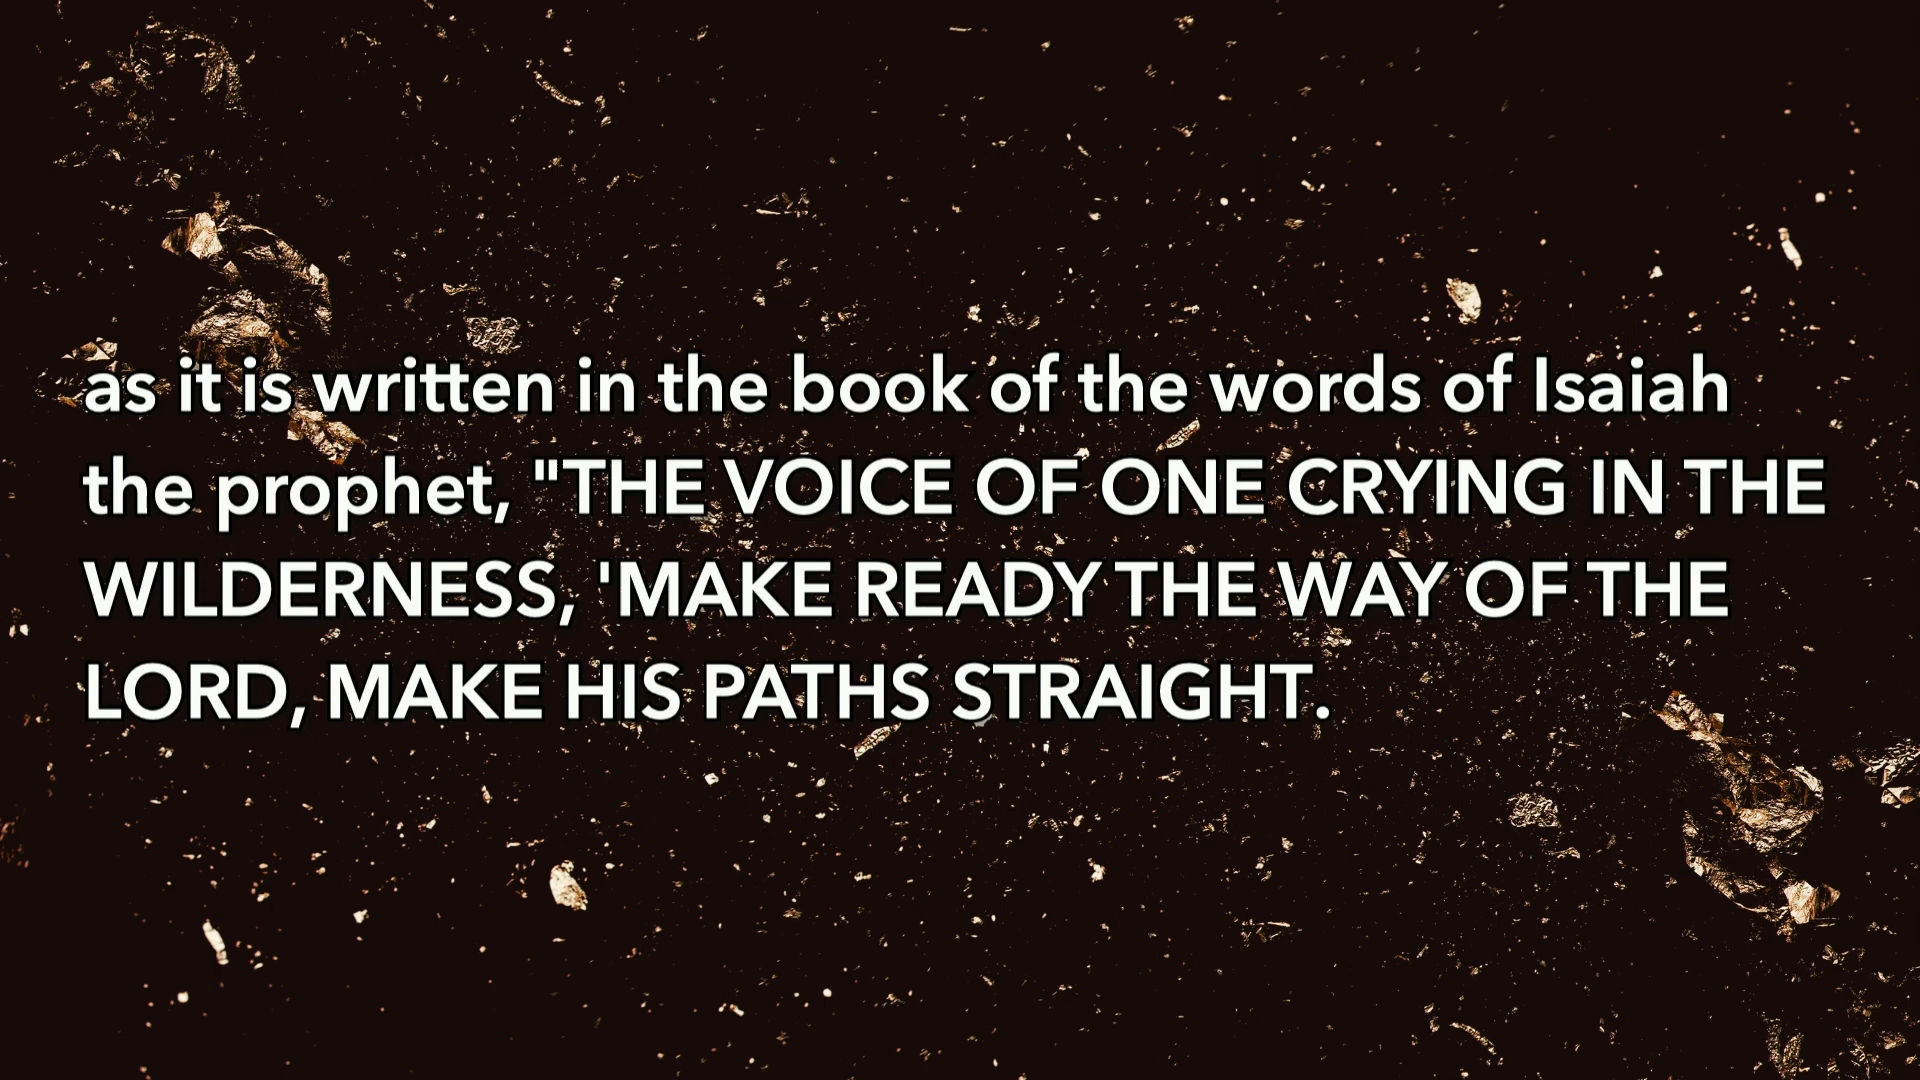 as it is written in the book of the words of Isaiah
the prophet, "THE VOICE OF ONE CRYING IN THE
WILDERNESS, 'MAKE READY THE WAY OF THE
LORD, MAKE HIS PATHS STRAIGHT.